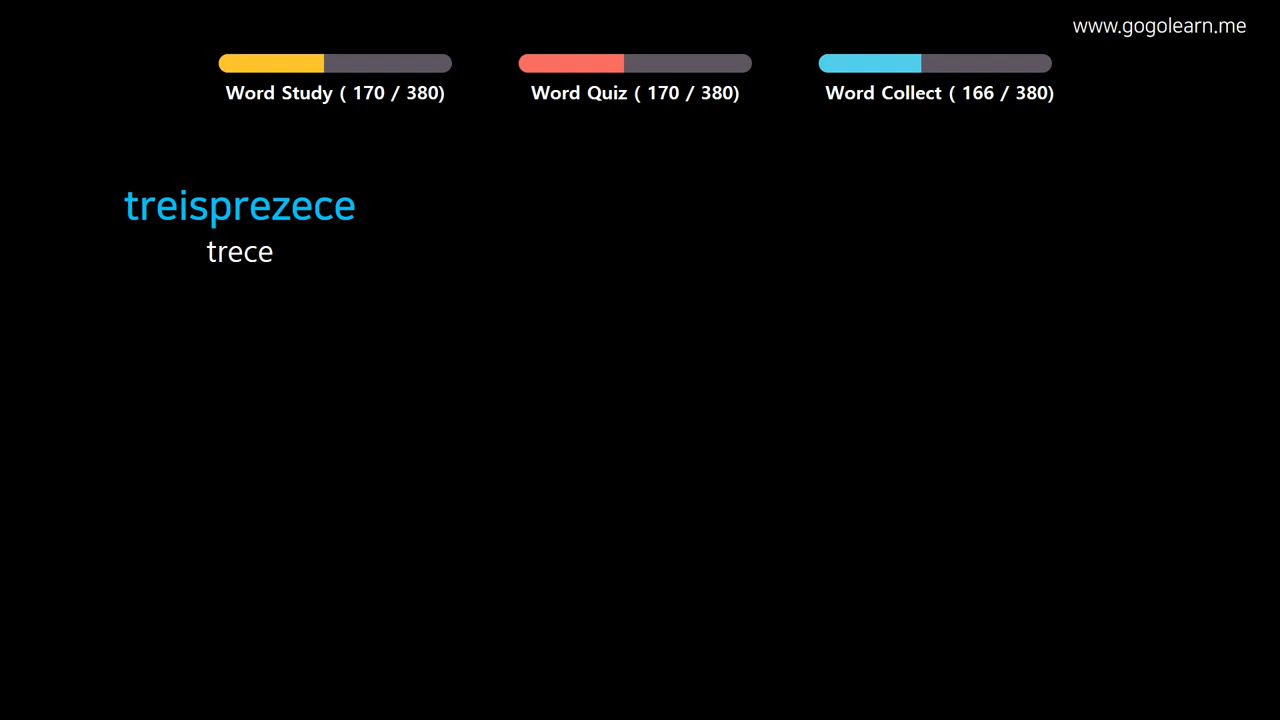 www.gogolearn.me
Word Study ( 170 / 380)
Word Quiz ( 170 / 380)
Word Collect ( 166 / 380)
treisprezece
trece